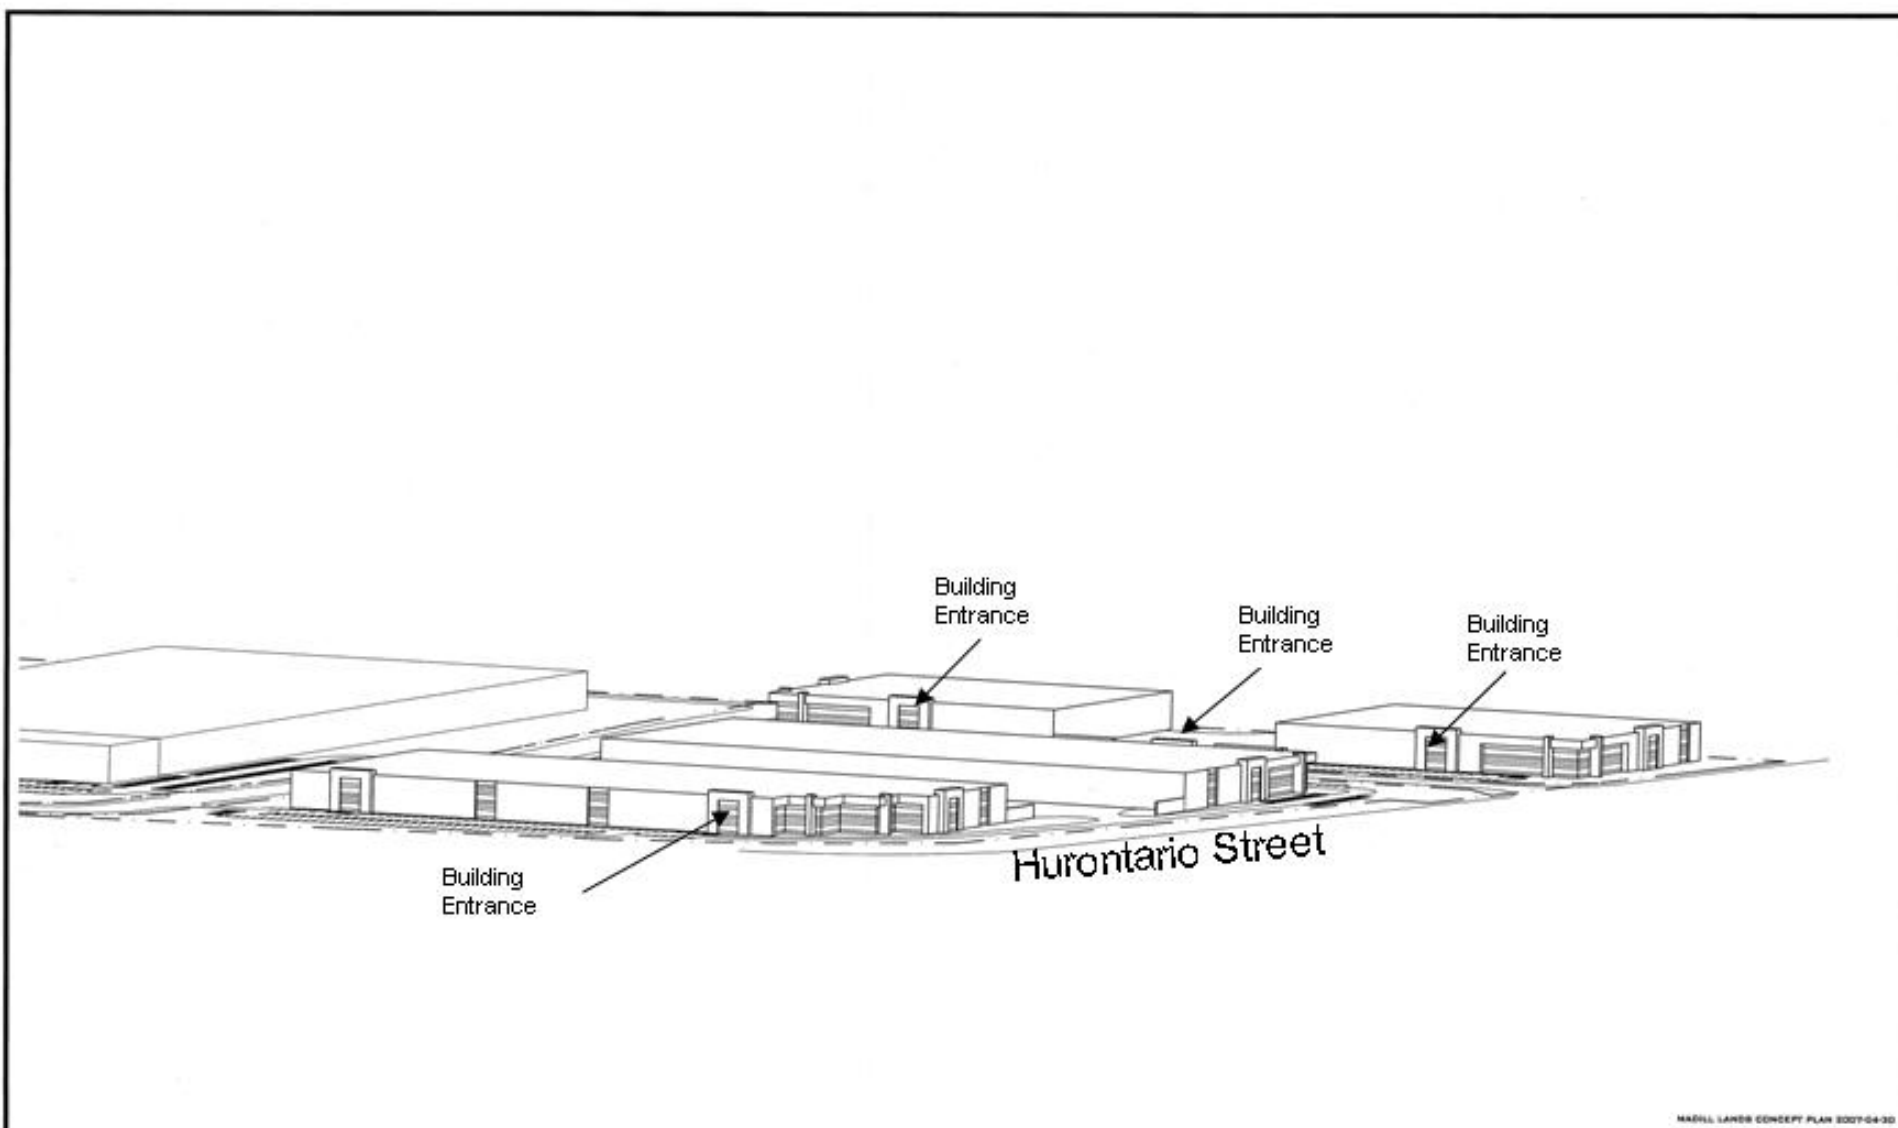 Building
Entrance
Building
Entrance
Building
Entrance
Building
Entrance
Hurontario Street
MADILL LANDS CONCEPT PLAN 2007-04-30